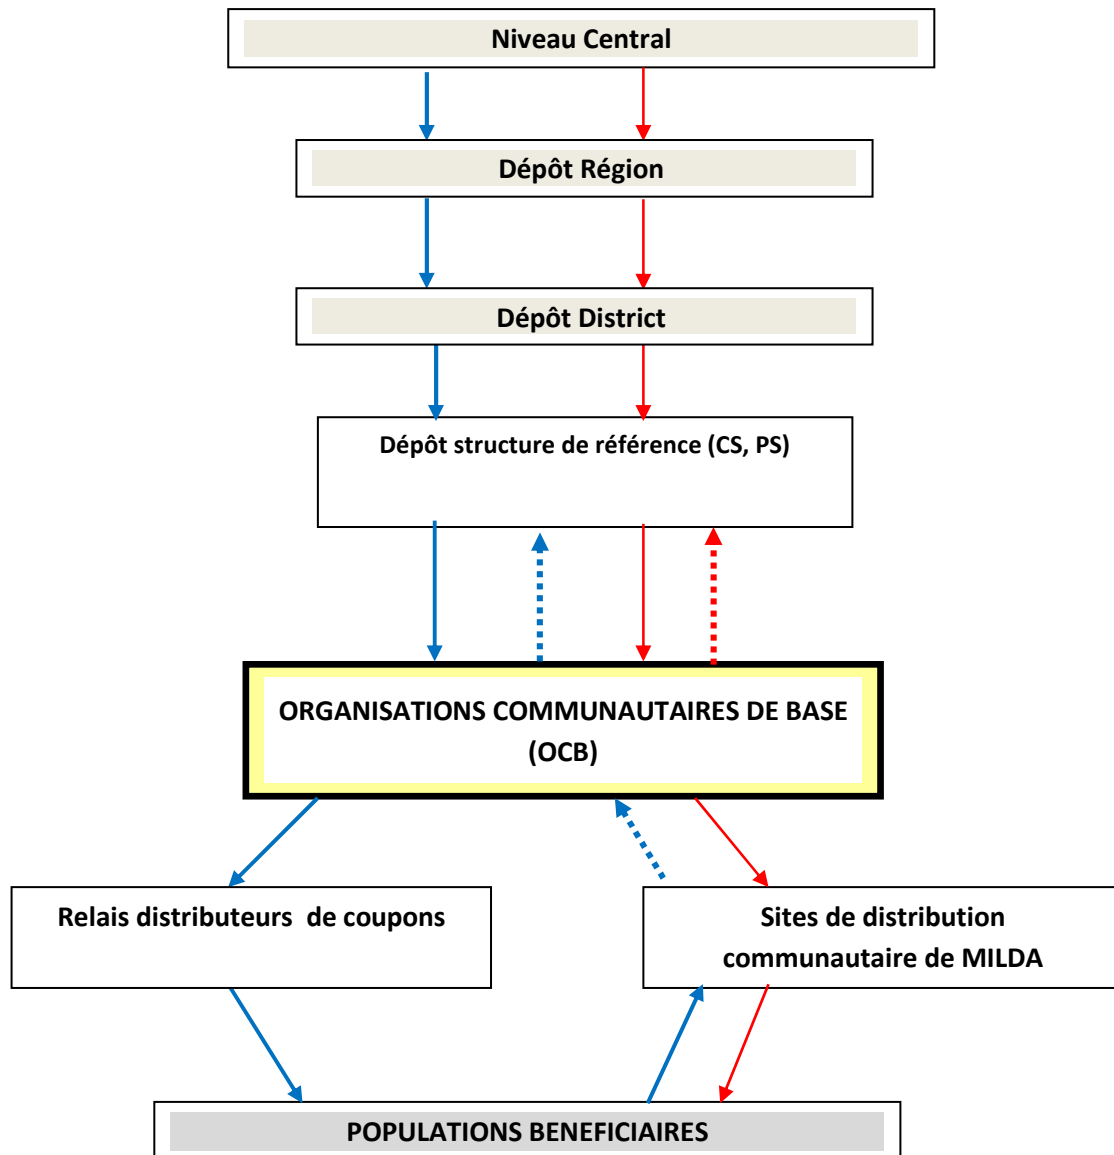 Niveau Central
Dépôt Région
Dépôt District
Dépôt structure de référence (CS, PS)
ORGANISATIONS COMMUNAUTAIRES DE BASE
(OCB)
Relais distributeurs de coupons
Sites de distribution
communautaire de MILDA
POPULATIONS BENEFICIAIRES